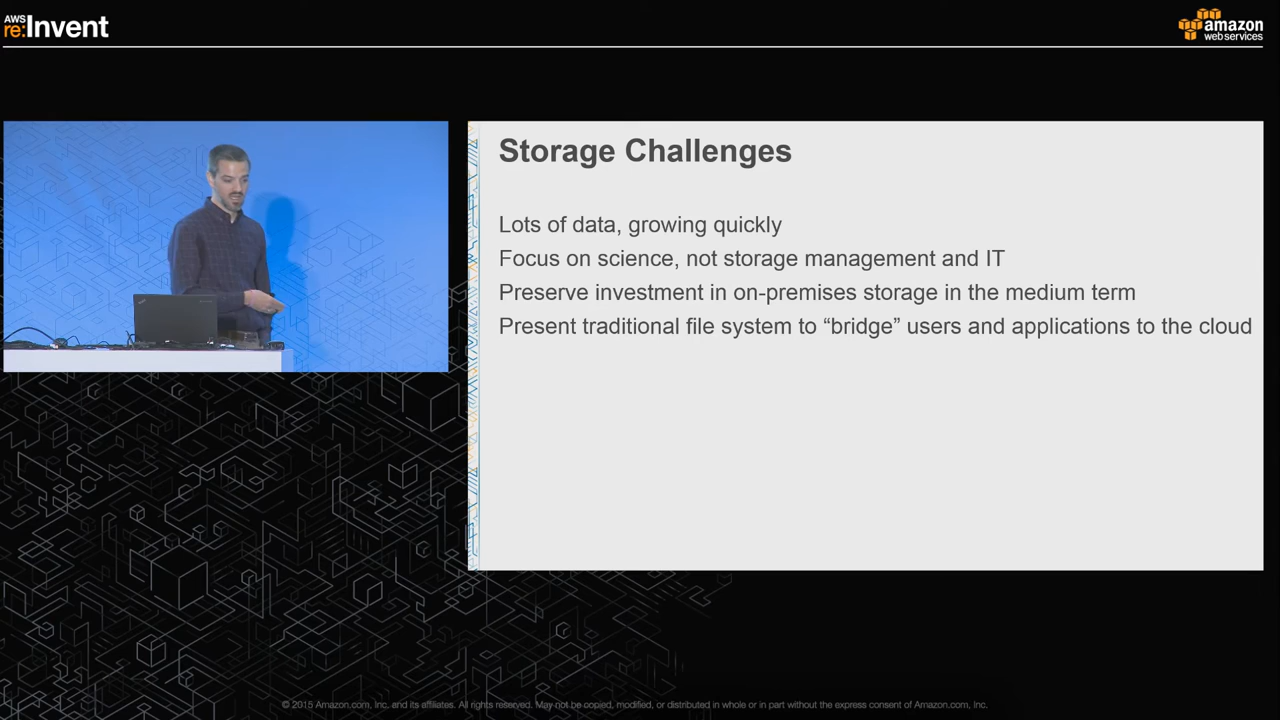 AWS
re:Invent
amazon
web services
Storage Challenges
Lots of data, growing quickly
Focus on science, not storage management and IT
Preserve investment in on-premises storage in the medium term
Present traditional file system to “bridge” users and applications to the cloud
© 2015 Amazon.com, Inc. and its affiliates. All rights reserved. May not be copied, modified, or distributed in whole or in part without the express consent of Amazon.com, Inc.